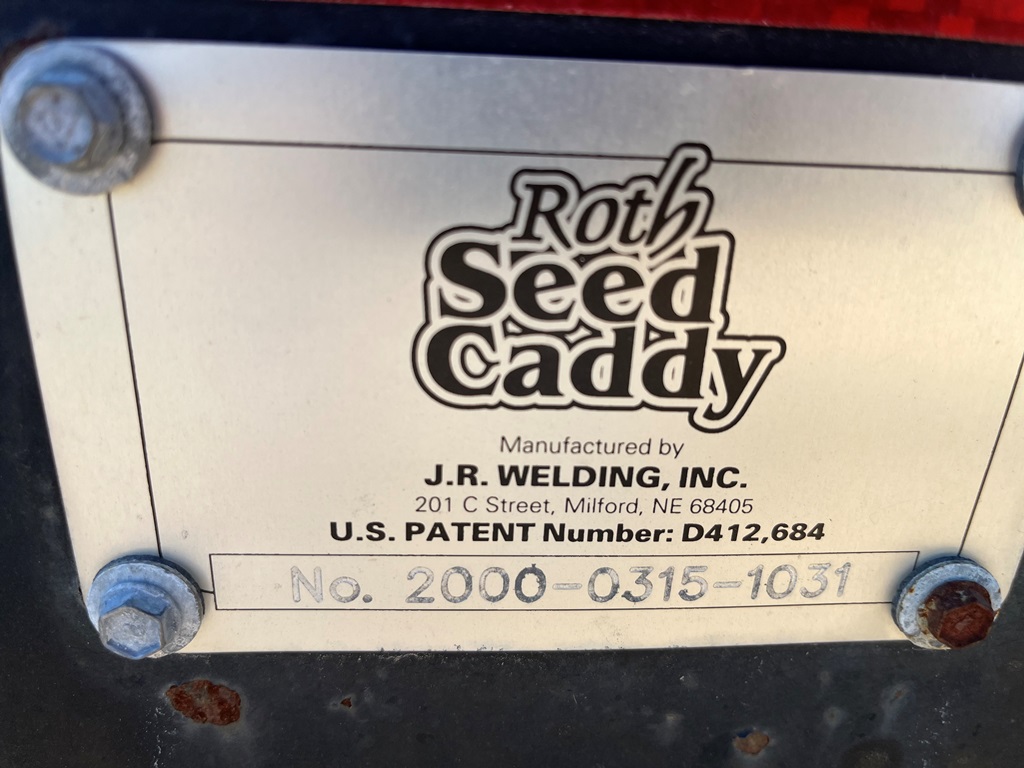 Roth
Seed
Caddy
Manufactured by
J.R. WELDING, INC.
201 C Street, Milford, NE 68405
U.S. PATENT Number: D412,684
No. 2000-0315-1031